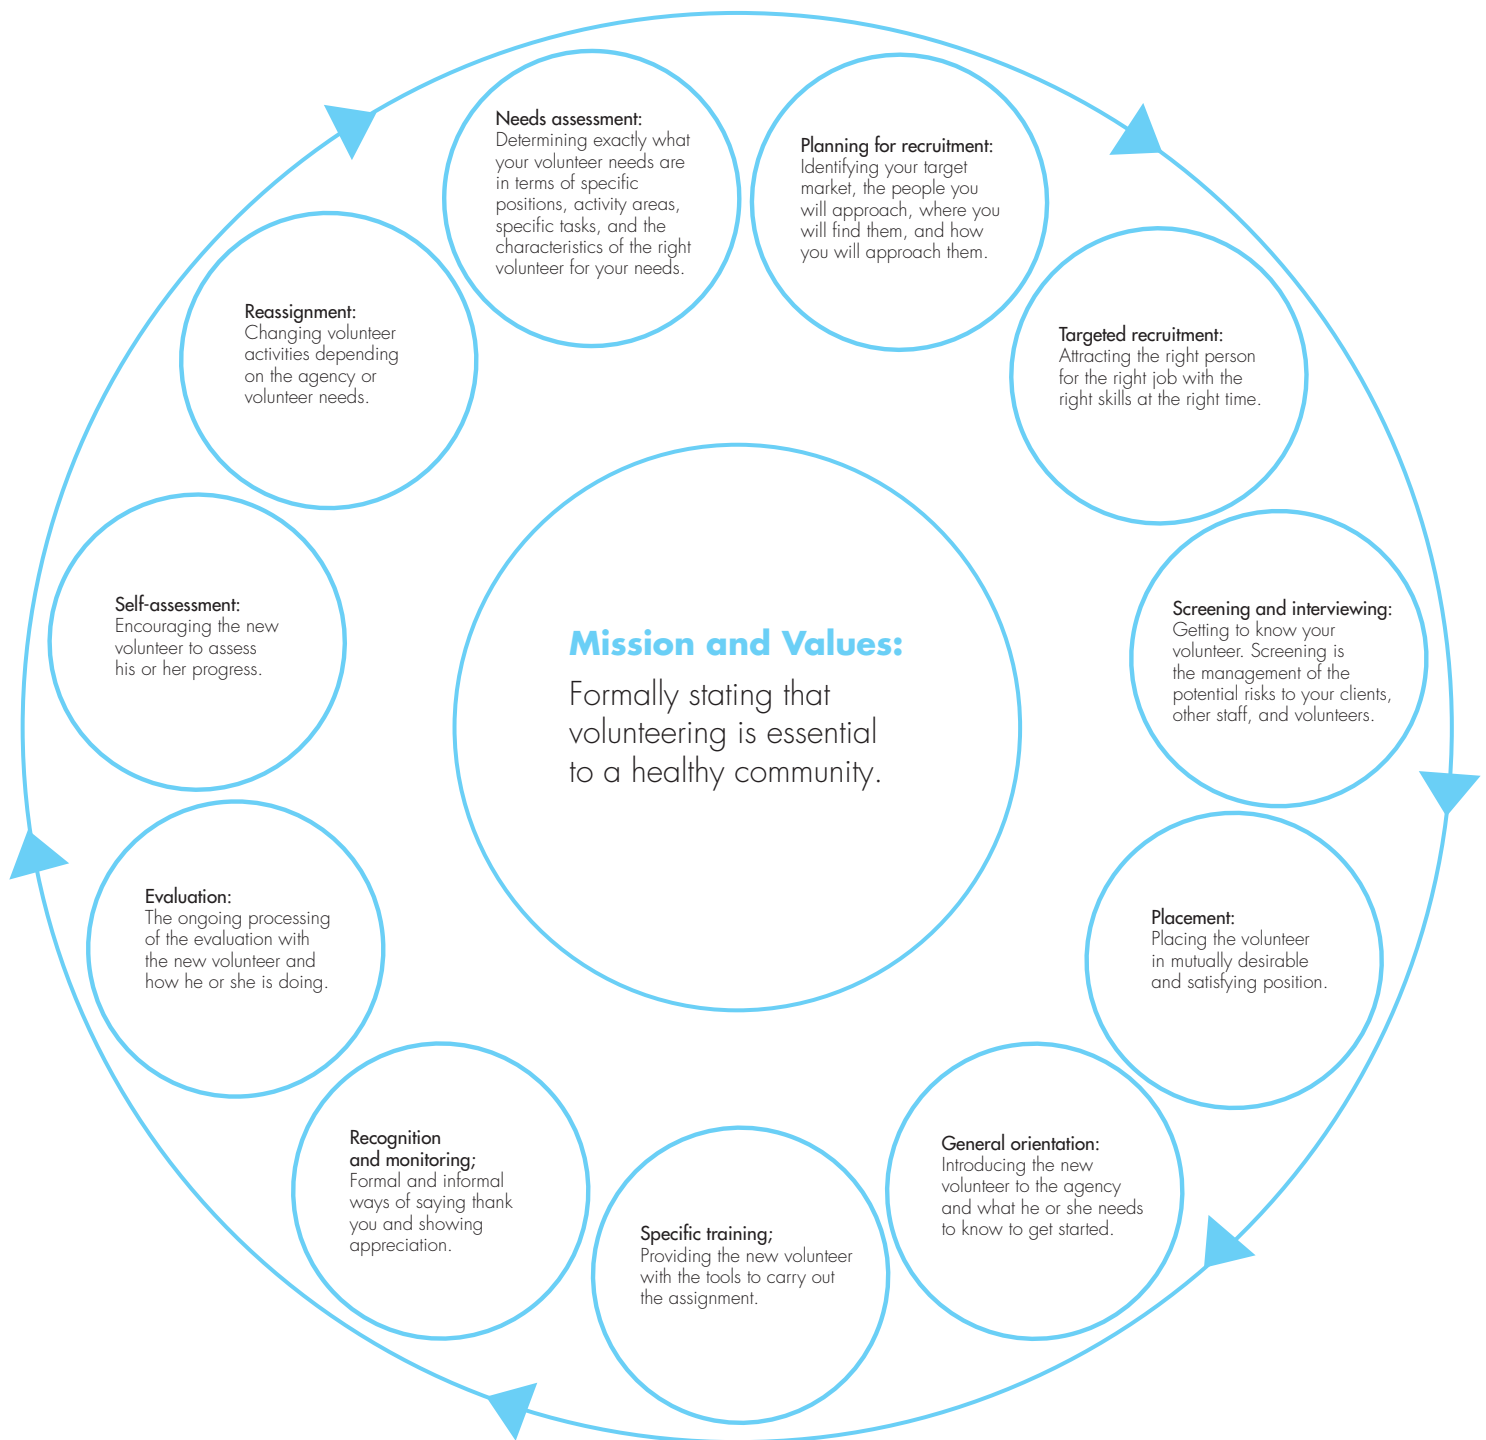 Needs assessment:
Determining exactly what
your volunteer needs are
in terms of specific
positions, activity areas,
specific tasks, and the
characteristics of the right
volunteer for your needs.
Planning for recruitment:
Identifying your target
market, the people you
will approach, where you
will find them, and how
you will approach them.
Targeted recruitment:
Attracting the right person
for the right job with the
right skills at the right time.
Screening and interviewing:
Getting to know your
volunteer. Screening is
the management of the
potential risks to your clients,
other staff, and volunteers.
Placement:
Placing the volunteer
in mutually desirable
and satisfying position.
General orientation:
Introducing the new
volunteer to the agency
and what he or she needs
to know to get started.
Specific training;
Providing the new volunteer
with the tools to carry out
the assignment.
Recognition
and monitoring;
Formal and informal
ways of saying thank
you and showing
appreciation.
Evaluation:
The ongoing processing
of the evaluation with
the new volunteer and
how he or she is doing.
Self-assessment:
Encouraging the new
volunteer to assess
his or her progress.
Reassignment:
Changing volunteer
activities depending
on the agency or
volunteer needs.
Mission and Values:
Formally stating that
volunteering is essential
to a healthy community.